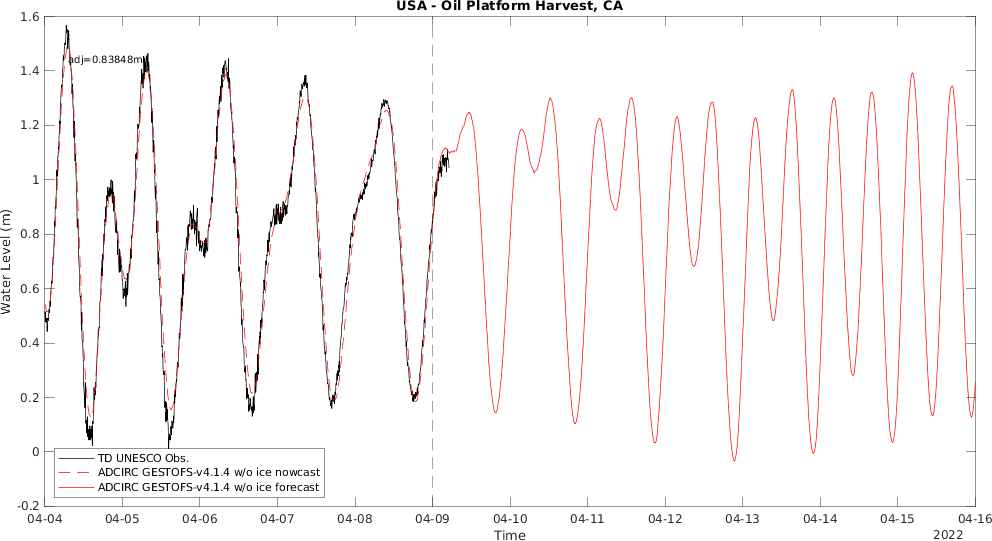 USA - Oil Platform Harvest, CA
1.6
1.4
1.2
1
0.8
0.6
0.4
0.2
0
-0.2
Water Level (m)
adj=0.83848m
TD UNESCO Obs.
ADCIRC GESTOFS-v4.1.4 w/o ice nowcast
ADCIRC GESTOFS-v4.1.4 w/o ice forecast
04-04 04-05 04-06 04-07 04-08 04-09 04-10 04-11 04-12 04-13 04-14 04-15 04-16
Time
2022